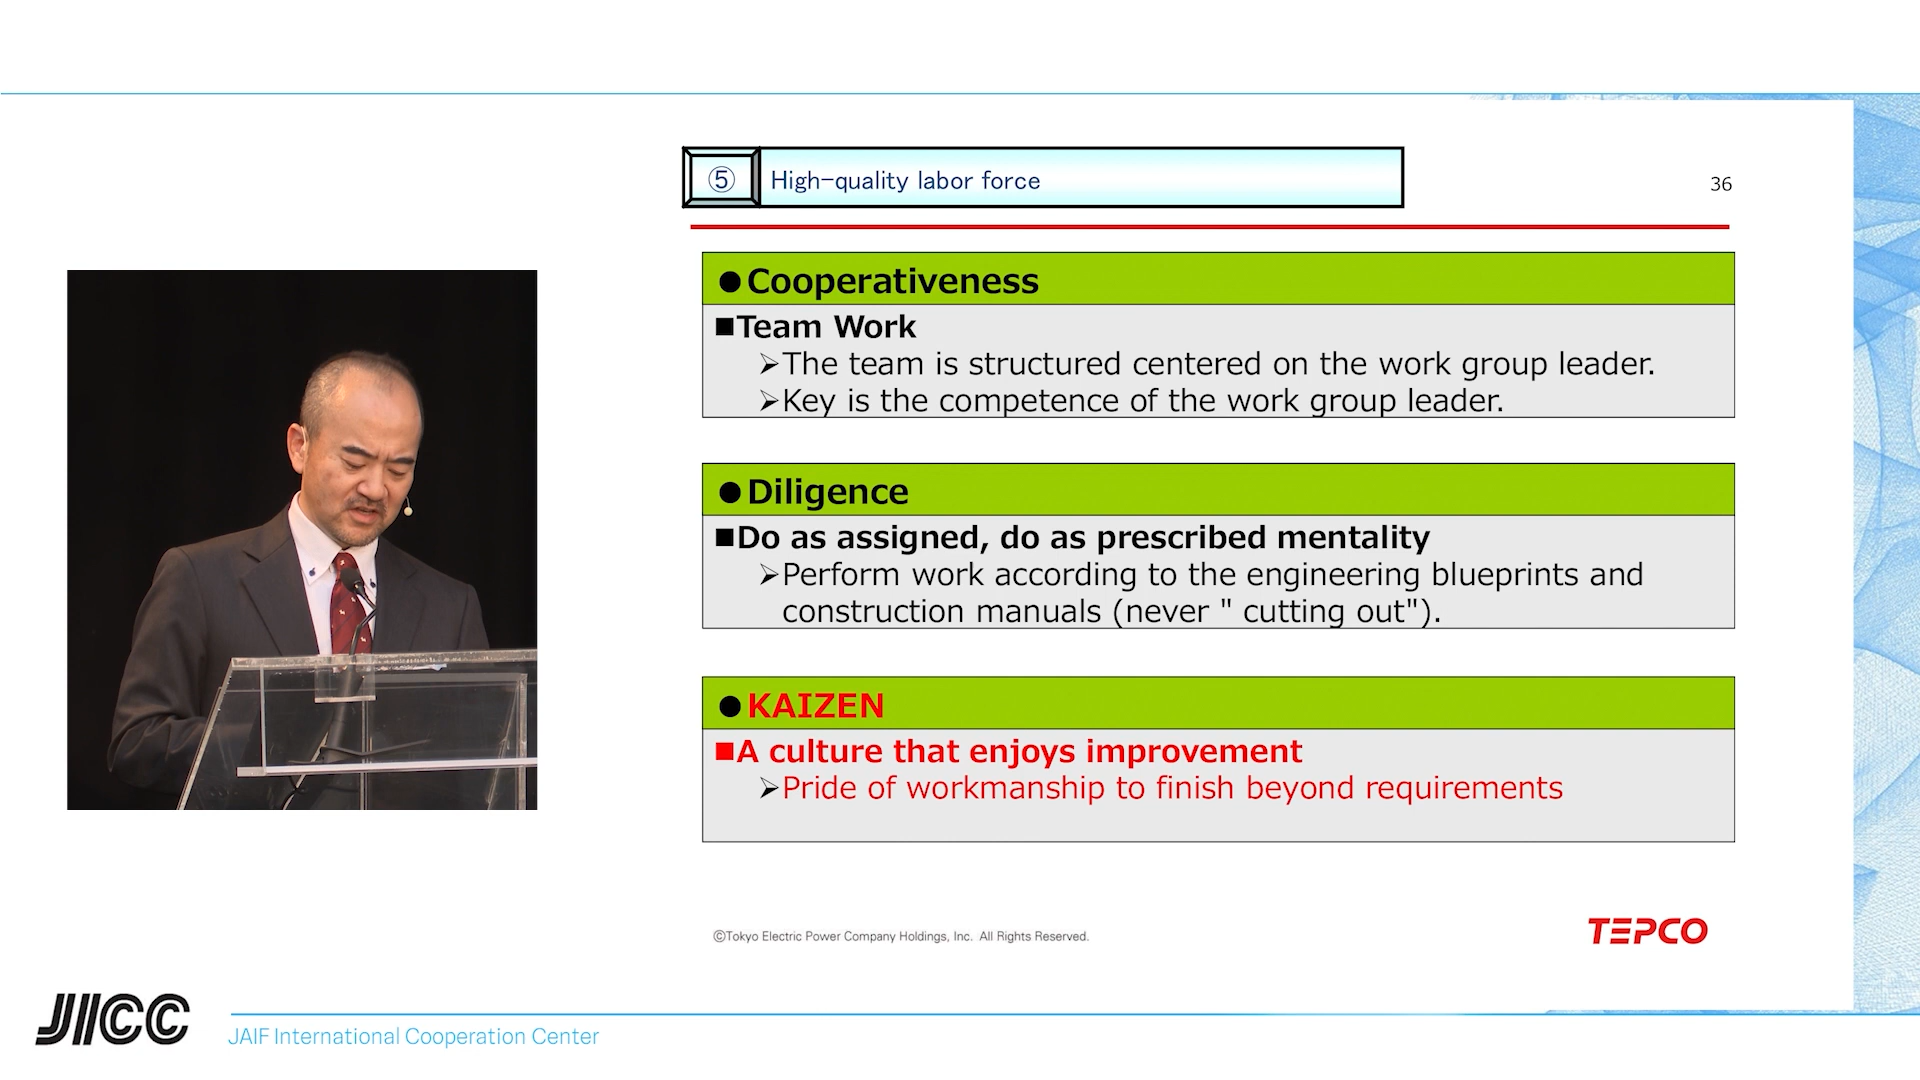 ⑤ High-quality labor force
36
●Cooperativeness
■Team Work
➢The team is structured centered on the work group leader.
➢Key is the competence of the work group leader.
●Diligence
■Do as assigned, do as prescribed mentality
➢Perform work according to the engineering blueprints and
construction manuals (never " cutting out").
●KAIZEN
■A culture that enjoys improvement
➢Pride of workmanship to finish beyond requirements
©Tokyo Electric Power Company Holdings, Inc. All Rights Reserved.
TEPCO
JICC
JAIF International Cooperation Center